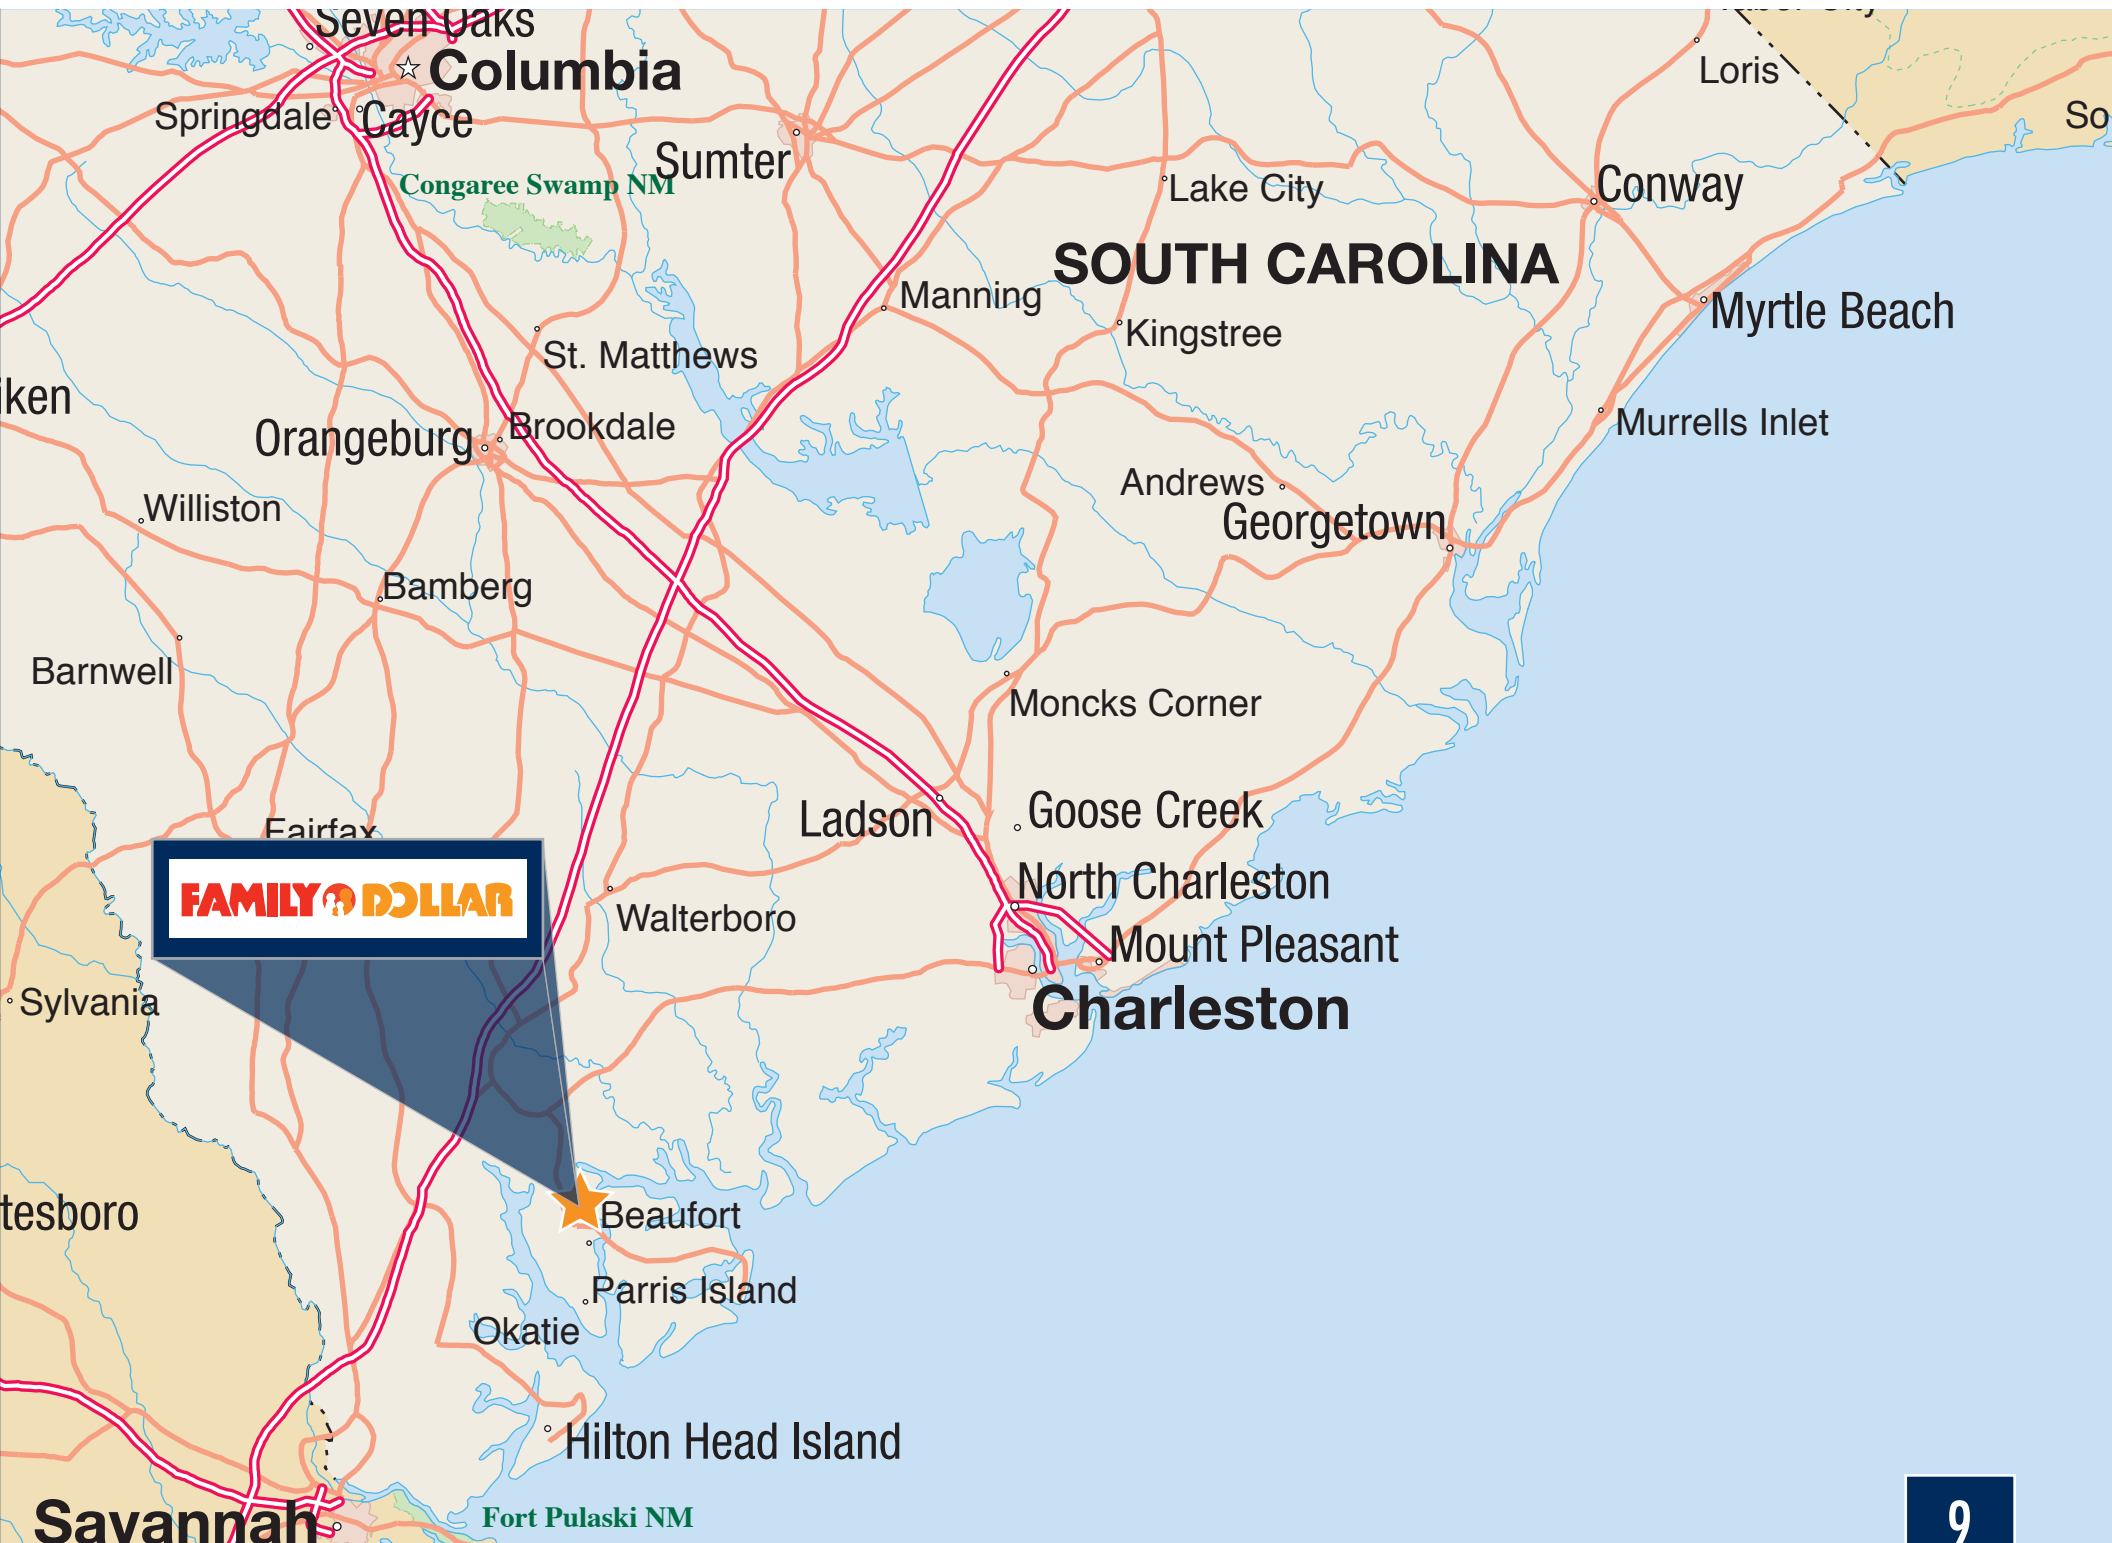 Seven Oaks
Columbia
Loris
Springdale
Cayce
So
Sumter
Congaree Swamp NM
Lake City
Conway
SOUTH CAROLINA
Manning
Myrtle Beach
Kingstree
St. Matthews
iken
Brookdale
Murrells Inlet
Orangeburg
Andrews
Williston
Georgetown
Bamberg
Barnwell
Moncks Corner
Goose Creek
Ladson
Fairfax
FAMILY DOLLAR
North Charleston
Walterboro
Mount Pleasant
Sylvania
Charleston
tesboro
Beaufort
Parris Island
Okatie
Hilton Head Island
Fort Pulaski NM
Savannah
9